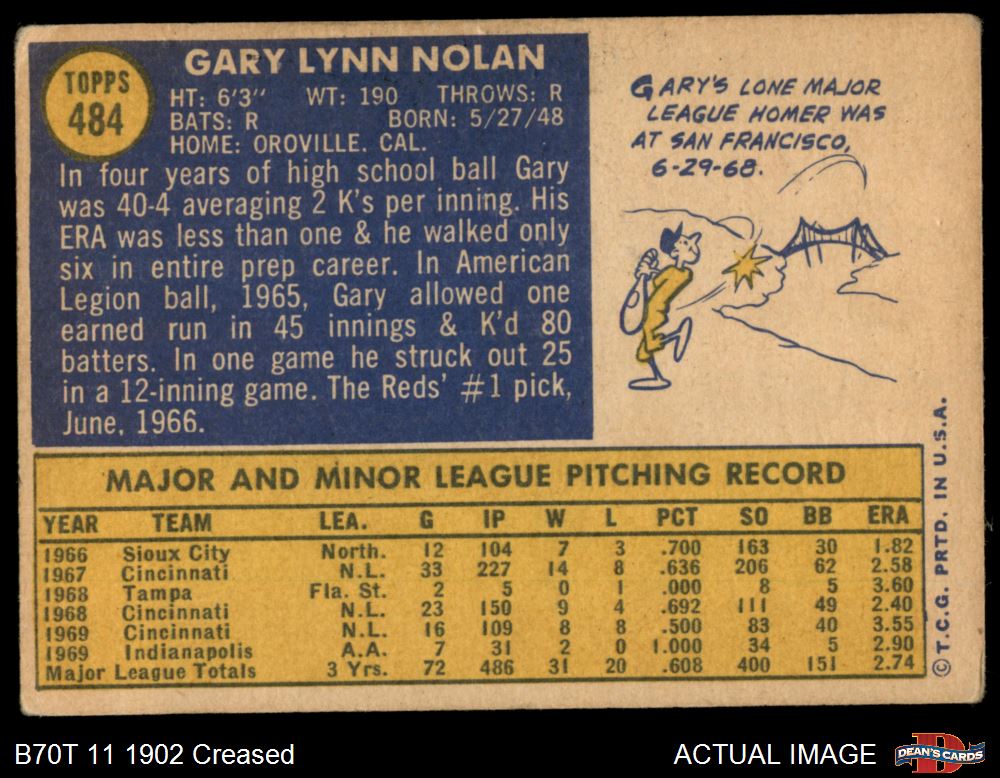 TOPPS
484
GARY LYNN NOLAN
HT: 6'3" WT: 190 THROWS: R
BATS: R BORN: 5/27/48
HOME: OROVILLE. CAL.
In four years of high school ball Gary
was 40-4 averaging 2 K's per inning. His
ERA was less than one & he walked only
six in entire prep career. In American
Legion ball, 1965, Gary allowed one
earned run in 45 innings & K'd 80
batters. In one game he struck out 25
in a 12-inning game. The Reds' #1 pick,
June, 1966.
GARY'S LONE MAJOR
LEAGUE HOMER WAS
AT SAN FRANCISCO,
6-29-68.
MAJOR AND MINOR LEAGUE PITCHING RECORD
YEAR TEAM LEA. G IP W L PCT SO BB ERA
1966 Sioux City North. 12 104 7 3 .700 163 30 1.82
1967 Cincinnati N.L. 33 227 14 8 .636 206 62 2.58
1968 Tampa Fla. St. 2 5 0 1 .000 8 5 3.60
1968 Cincinnati N.L. 23 150 9 4 .692 111 49 2.40
1969 Cincinnati N.L. 16 109 8 8 .500 83 40 3.55
1969 Indianapolis A.A. 7 31 2 0 1.000 34 5 2.90
Major League Totals 3 Yrs. 72 486 31 20 .608 400 151 2.74
© T.C.G. PRTD. IN U.S.A.
B70T 11 1902 Creased
ACTUAL IMAGE
DEAN'S CARDS